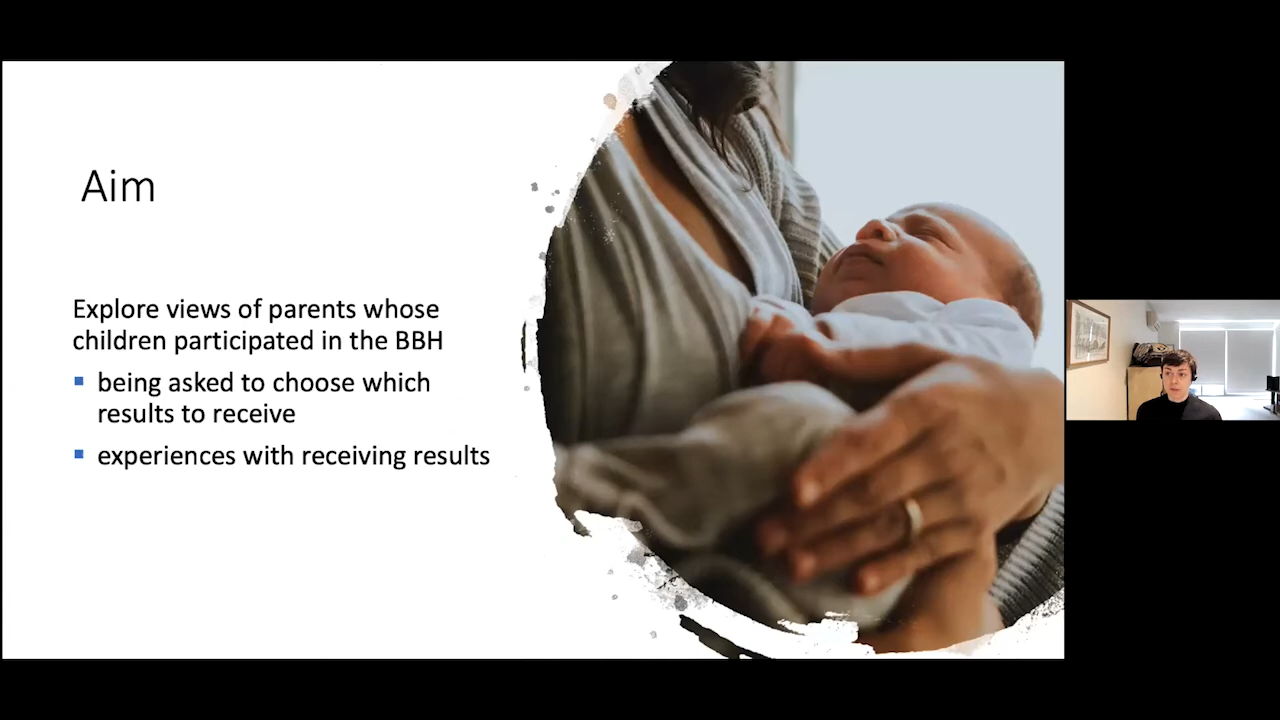 Aim
Explore views of parents whose
children participated in the BBH
being asked to choose which
results to receive
experiences with receiving results